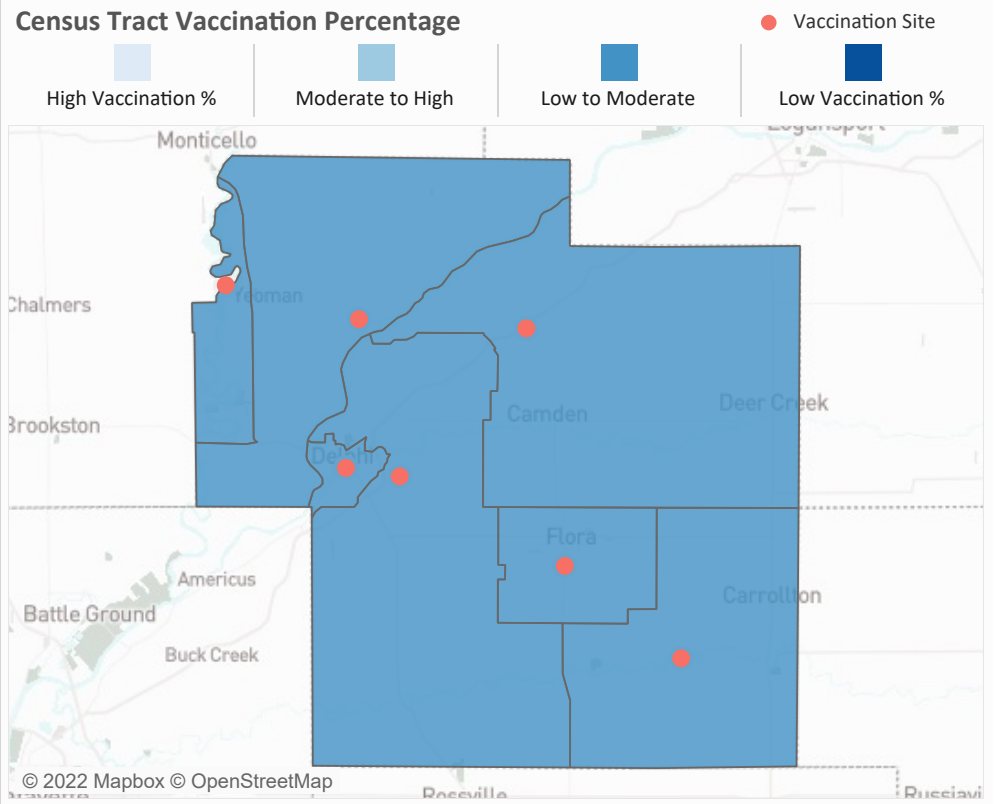 Census Tract Vaccination Percentage
Vaccination Site
High Vaccination %
Moderate to High
Low to Moderate
Low Vaccination %
Monticello
Logansport
Yeoman
Chalmers
Deer Creek
Camden
Brookston
Delphi
Flora
Americus
Carrollton
Battle Ground
Buck Creek
© 2022 Mapbox © OpenStreetMap
Rossville